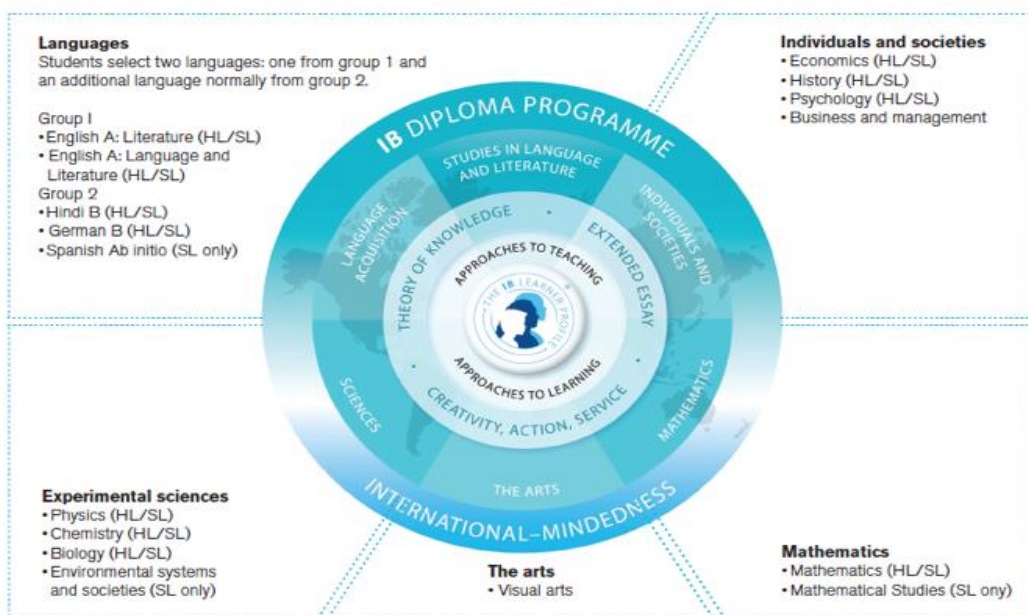 Languages
Students select two languages: one from group 1 and
an additional language normally from group 2.
Group I
•English A: Literature (HL/SL)
• English A: Language and
Literature (HL/SL)
Group 2
•Hindi B (HL/SL)
• German B (HL/SL)
•Spanish Ab initio (SL only)
Individuals and societies
•Economics (HL/SL)
•History (HL/SL)
•Psychology (HL/SL)
•Business and management
IB DIPLOMA PROGRAMME
STUDIES IN LANGUAGE
AND LITERATURE
LANGUAGE
ACQUISITION
INDIVIDUALS AND
SOCIETIES
THEORY OF KNOWLEDGE
EXTENDED ESSAY
APPROACHES TO TEACHING
THE IB LEARNER PROFILE
APPROACHES TO LEARNING
CREATIVITY, ACTION, SERVICE
SCIENCES
MATHEMATICS
THE ARTS
INTERNATIONAL–MINDEDNESS
Experimental sciences
•Physics (HL/SL)
•Chemistry (HL/SL)
•Biology (HL/SL)
•Environmental systems
and societies (SL only)
The arts
• Visual arts
Mathematics
•Mathematics (HL/SL)
•Mathematical Studies (SL ony)